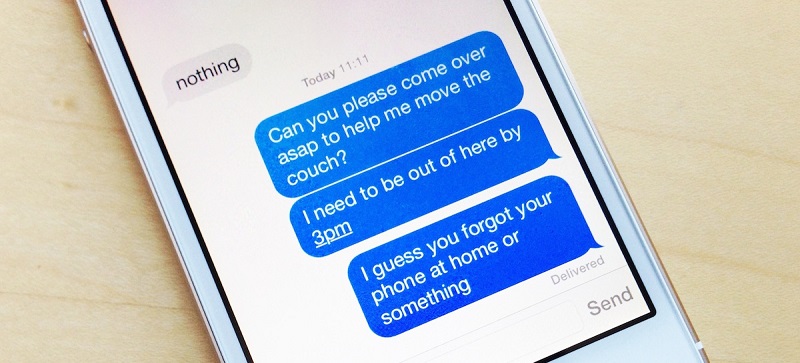 nothing
Today 11:11
Can you please come over
asap to help me move the
couch?
I need to be out of here by
3pm
I guess you forgot your
phone at home or
something
Delivered
Send